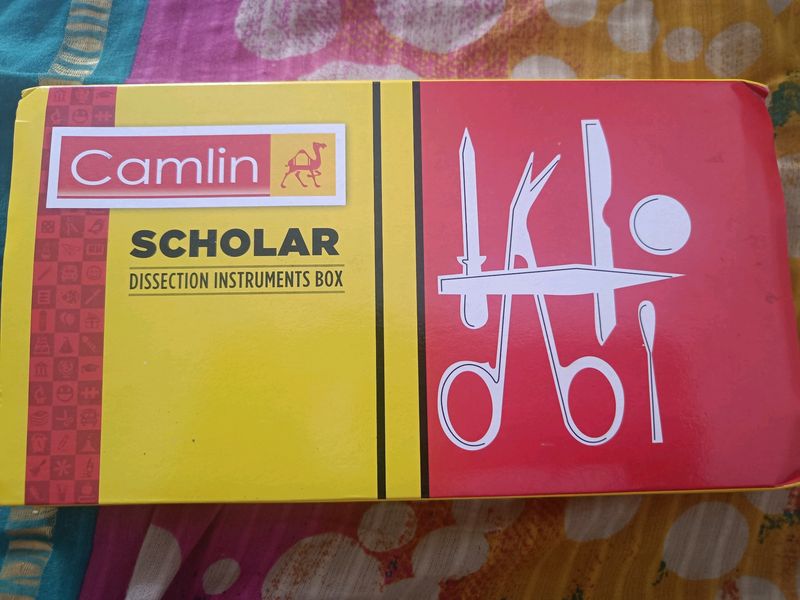 Camlin
SCHOLAR
DISSECTION INSTRUMENTS BOX